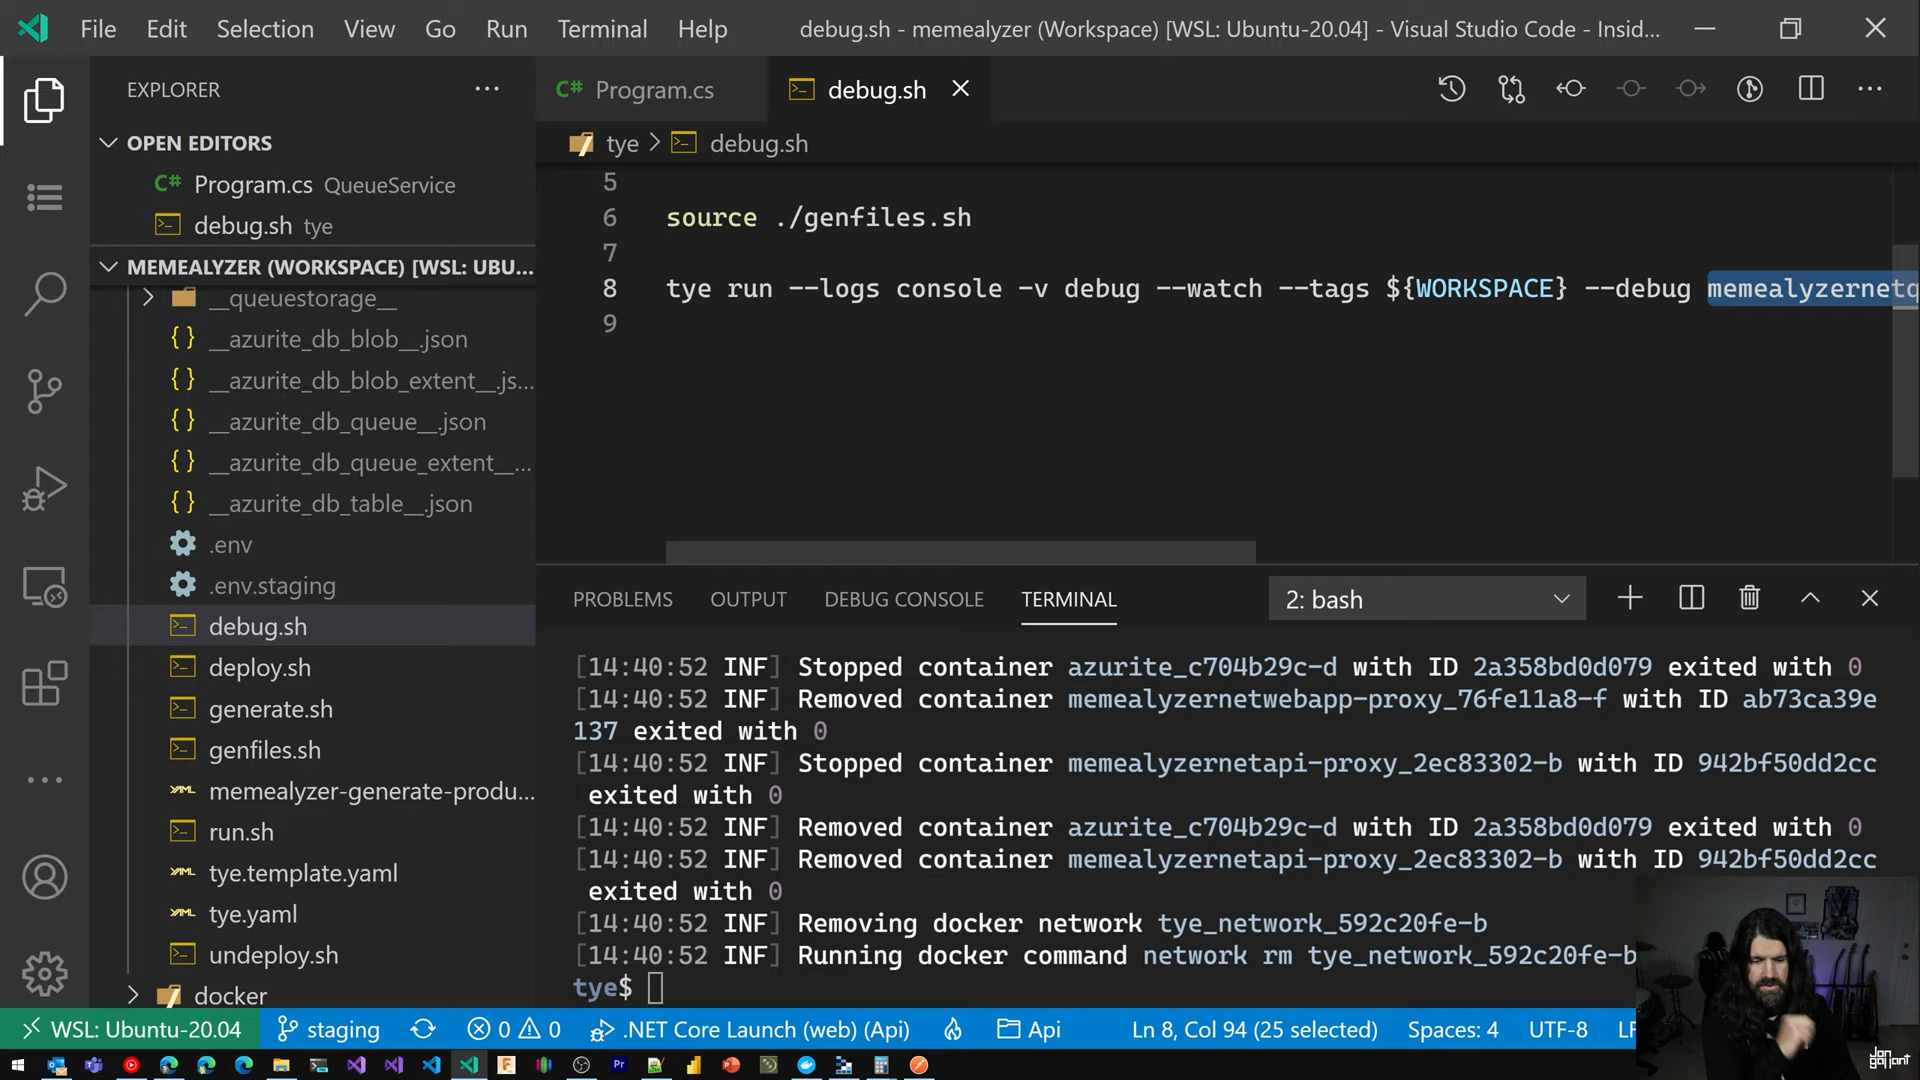 File Edit Selection View Go Run Terminal Help debug.sh - memealyzer (Workspace) [WSL: Ubuntu-20.04] - Visual Studio Code - Insid...
EXPLORER
Program.cs
debug.sh
OPEN EDITORS
tye > debug.sh
Program.cs QueueService
debug.sh tye
MEMEALYZER (WORKSPACE) [WSL: UBU...
__queuestorage__
__azurite_db_blob__.json
__azurite_db_blob_extent__.js...
__azurite_db_queue__.json
__azurite_db_queue_extent__...
__azurite_db_table__.json
.env
.env.staging
debug.sh
deploy.sh
generate.sh
genfiles.sh
memealyzer-generate-produ...
run.sh
tye.template.yaml
tye.yaml
undeploy.sh
docker
5
6 source ./genfiles.sh
7
8 tye run --logs console -v debug --watch --tags ${WORKSPACE} --debug memealyzernetq
9
PROBLEMS OUTPUT DEBUG CONSOLE TERMINAL 2: bash
[14:40:52 INF] Stopped container azurite_c704b29c-d with ID 2a358bd0d079 exited with 0
[14:40:52 INF] Removed container memealyzernetwebapp-proxy_76fe11a8-f with ID ab73ca39e
137 exited with 0
[14:40:52 INF] Stopped container memealyzernetapi-proxy_2ec83302-b with ID 942bf50dd2cc
exited with 0
[14:40:52 INF] Removed container azurite_c704b29c-d with ID 2a358bd0d079 exited with 0
[14:40:52 INF] Removed container memealyzernetapi-proxy_2ec83302-b with ID 942bf50dd2cc
exited with 0
[14:40:52 INF] Removing docker network tye_network_592c20fe-b
[14:40:52 INF] Running docker command network rm tye_network_592c20fe-b
tye$
WSL: Ubuntu-20.04 staging 0 0 .NET Core Launch (web) (Api) Api Ln 8, Col 94 (25 selected) Spaces: 4 UTF-8 LF
jon gallant